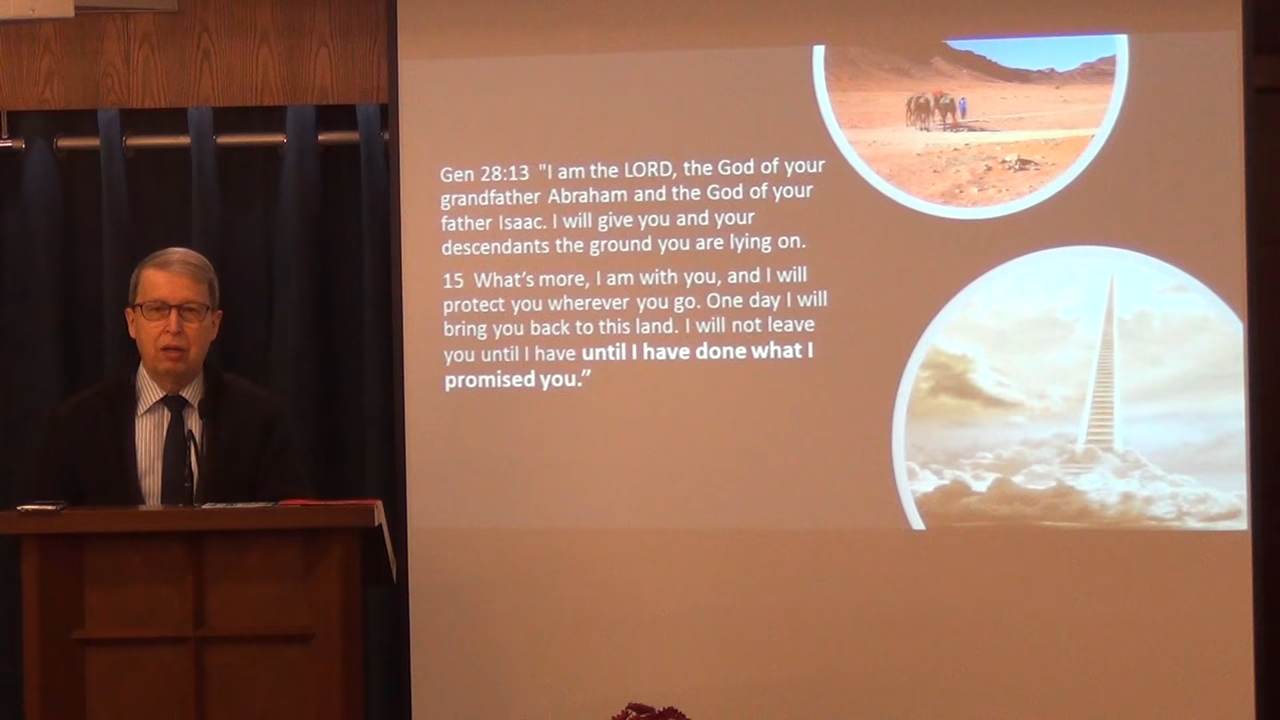 Gen 28:13 "I am the LORD, the God of your
grandfather Abraham and the God of your
father Isaac. I will give you and your
descendants the ground you are lying on.
15 What's more, I am with you, and I will
protect you wherever you go. One day I will
bring you back to this land. I will not leave
you until I have until I have done what I
promised you.”